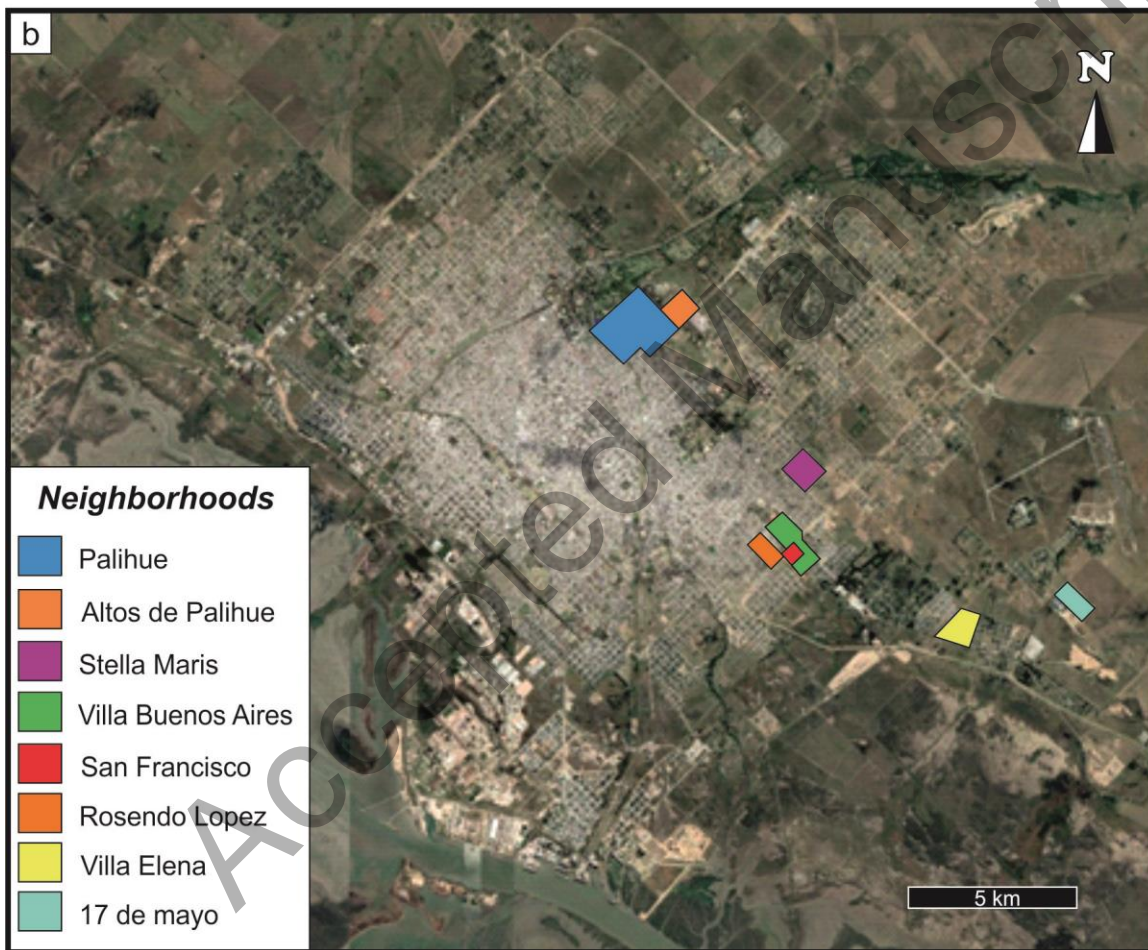 b
N
Neighborhoods
Palihue
Altos de Palihue
Stella Maris
Villa Buenos Aires
San Francisco
Rosendo Lopez
Villa Elena
17 de mayo
5 km
Accepted Manuscri